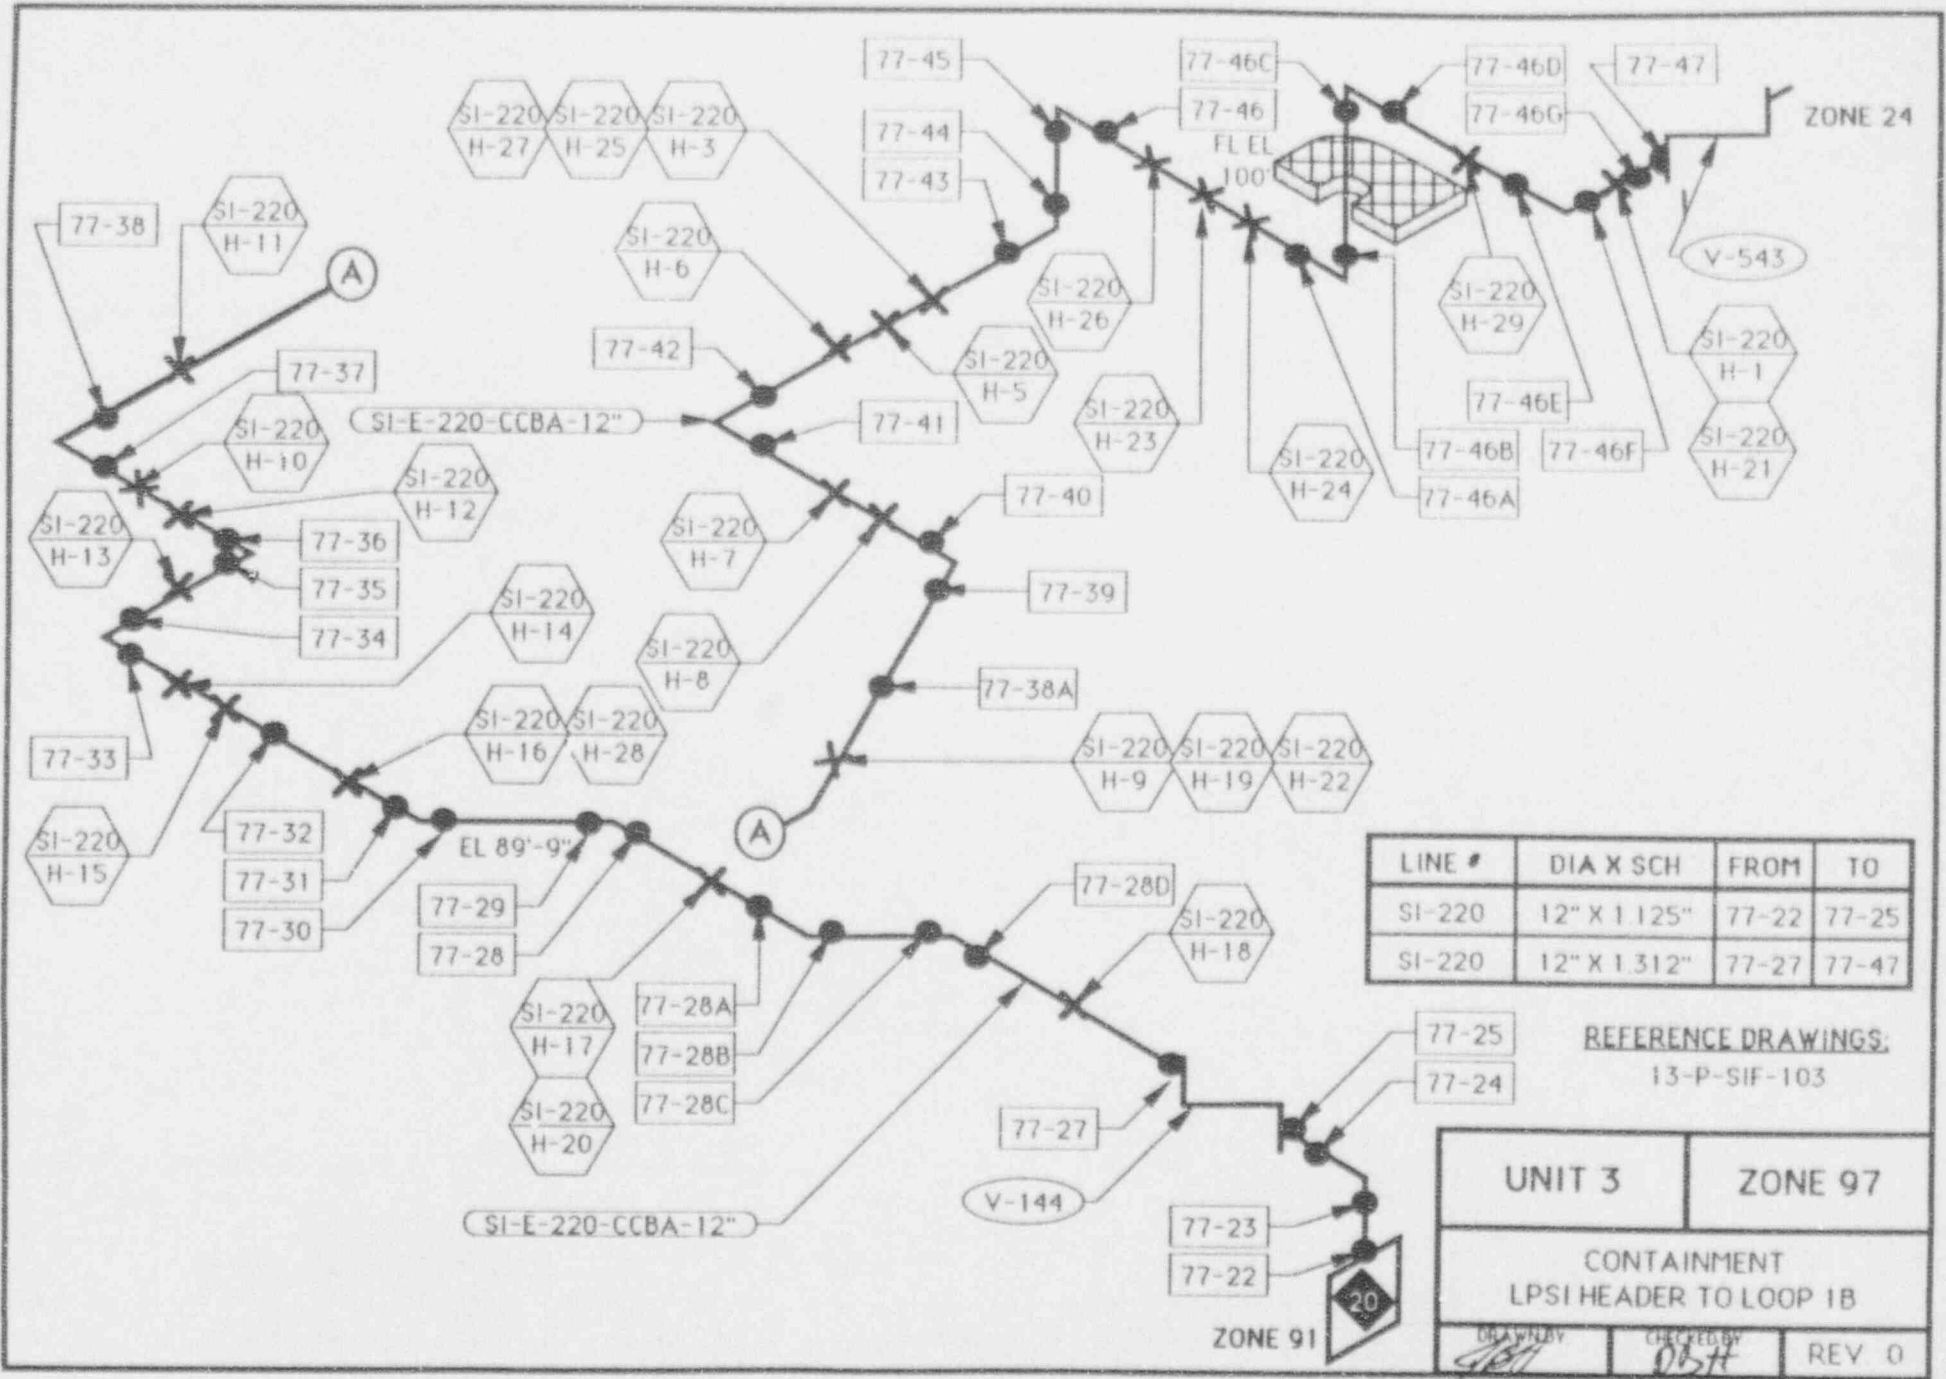 77-45
77-46C
77-46D
77-47
SI-220
H-27
SI-220
H-25
SI-220
H-3
77-44
77-46
77-46G
ZONE 24
FL EL
100'
77-43
77-38
SI-220
H-11
SI-220
H-6
A
V-543
SI-220
H-26
SI-220
H-29
SI-220
H-1
77-42
77-37
SI-220
H-5
SI-E-220-CCBA-12"
77-41
SI-220
H-23
77-46E
SI-220
H-10
77-46B
77-46F
SI-220
H-21
SI-220
H-24
77-46A
SI-220
H-12
77-40
SI-220
H-13
77-36
SI-220
H-7
77-35
77-39
SI-220
H-14
77-34
SI-220
H-8
77-38A
SI-220
H-16
SI-220
H-28
77-33
SI-220
H-9
SI-220
H-19
SI-220
H-22
77-32
A
EL 89'-9"
SI-220
H-15
77-31
77-29
77-28D
77-30
77-28
SI-220
H-18
LINE # DIA X SCH FROM TO
SI-220 12" X 1.125" 77-22 77-25
SI-220 12" X 1.312" 77-27 77-47
77-28A
SI-220
H-17
77-28B
77-28C
SI-220
H-20
77-25
77-24
REFERENCE DRAWINGS:
13-P-SIF-103
77-27
V-144
SI-E-220-CCBA-12"
77-23
77-22
20
ZONE 91
UNIT 3 ZONE 97
CONTAINMENT
LPSI HEADER TO LOOP 1B
DRAWN BY CHECKED BY
REV 0